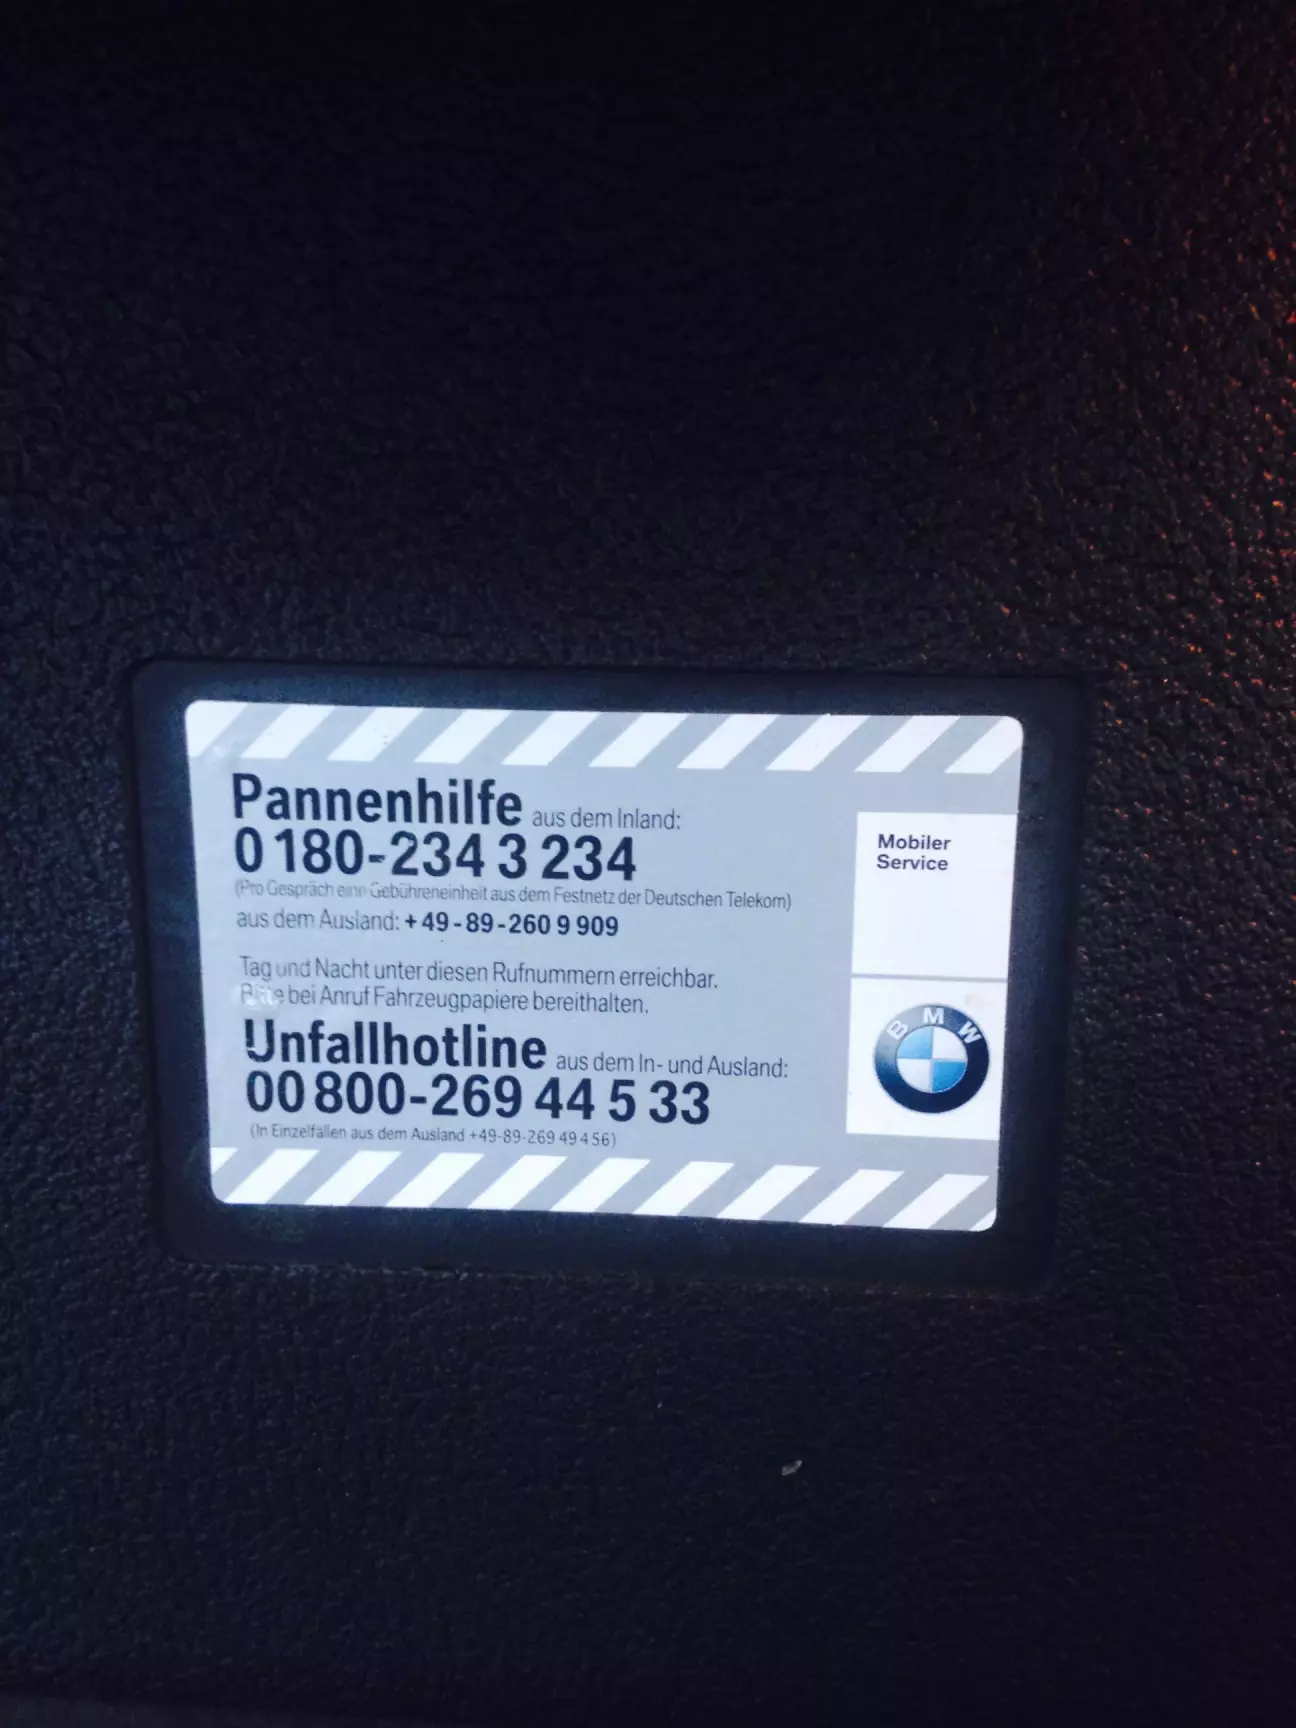 Pannenhilfe aus dem Inland:
0 180-234 3 234
(Pro Gespräch eine Gebühreneinheit aus dem Festnetz der Deutschen Telekom)
aus dem Ausland: +49-89-260 9 909
Tag und Nacht unter diesen Rufnummern erreichbar.
Bitte bei Anruf Fahrzeugpapiere bereithalten.
Unfallhotline aus dem In- und Ausland:
00 800-269 44 5 33
(In Einzelfällen aus dem Ausland +49-89-269 49 4 56)
Mobiler
Service
BMW